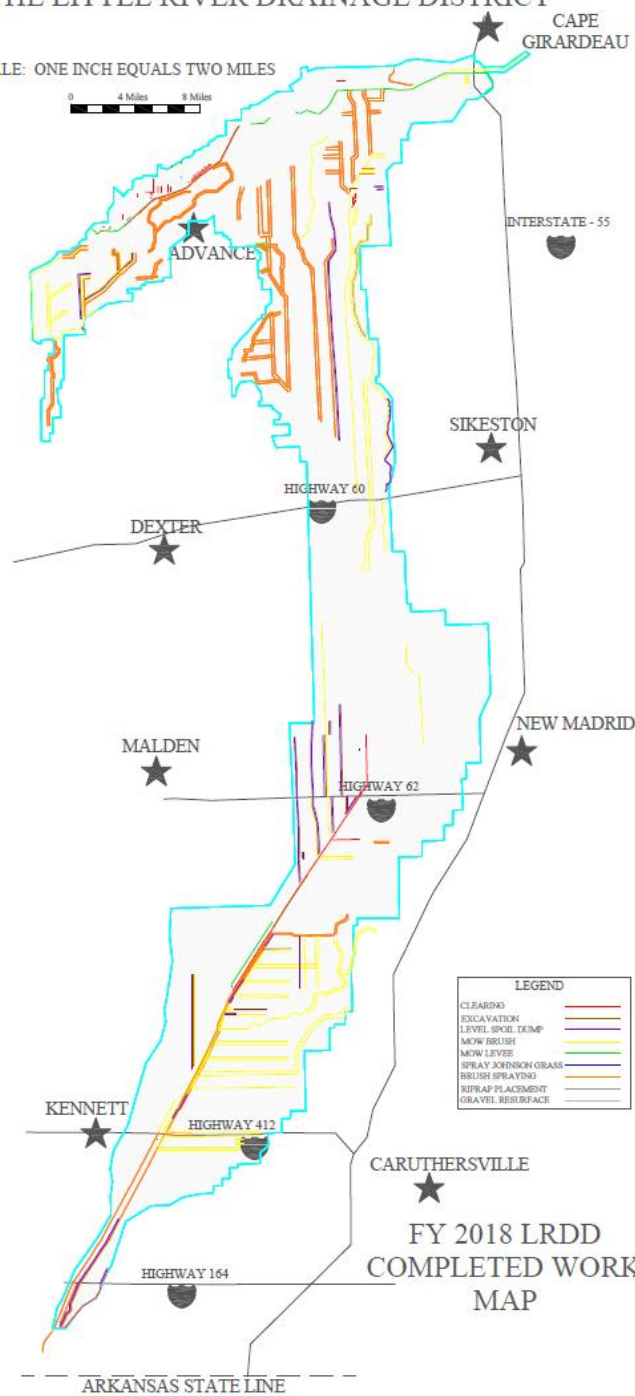 THE LITTLE RIVER DRAINAGE DISTRICT
CAPE
GIRARDEAU
LE: ONE INCH EQUALS TWO MILES
0 4 Miles 8 Miles
INTERSTATE - 55
ADVANCE
SIKESTON
HIGHWAY 60
DEXTER
NEW MADRID
MALDEN
HIGHWAY 62
LEGEND
CLEARING
EXCAVATION
LEVEL SPOIL DUMP
MOW BRUSH
MOW LEVEE
SPRAY JOHNSON GRASS
BRUSH SPRAYING
RIPRAP PLACEMENT
GRAVEL RESURFACE
KENNETT
HIGHWAY 412
CARUTHERSVILLE
FY 2018 LRDD
COMPLETED WORK
MAP
HIGHWAY 164
ARKANSAS STATE LINE